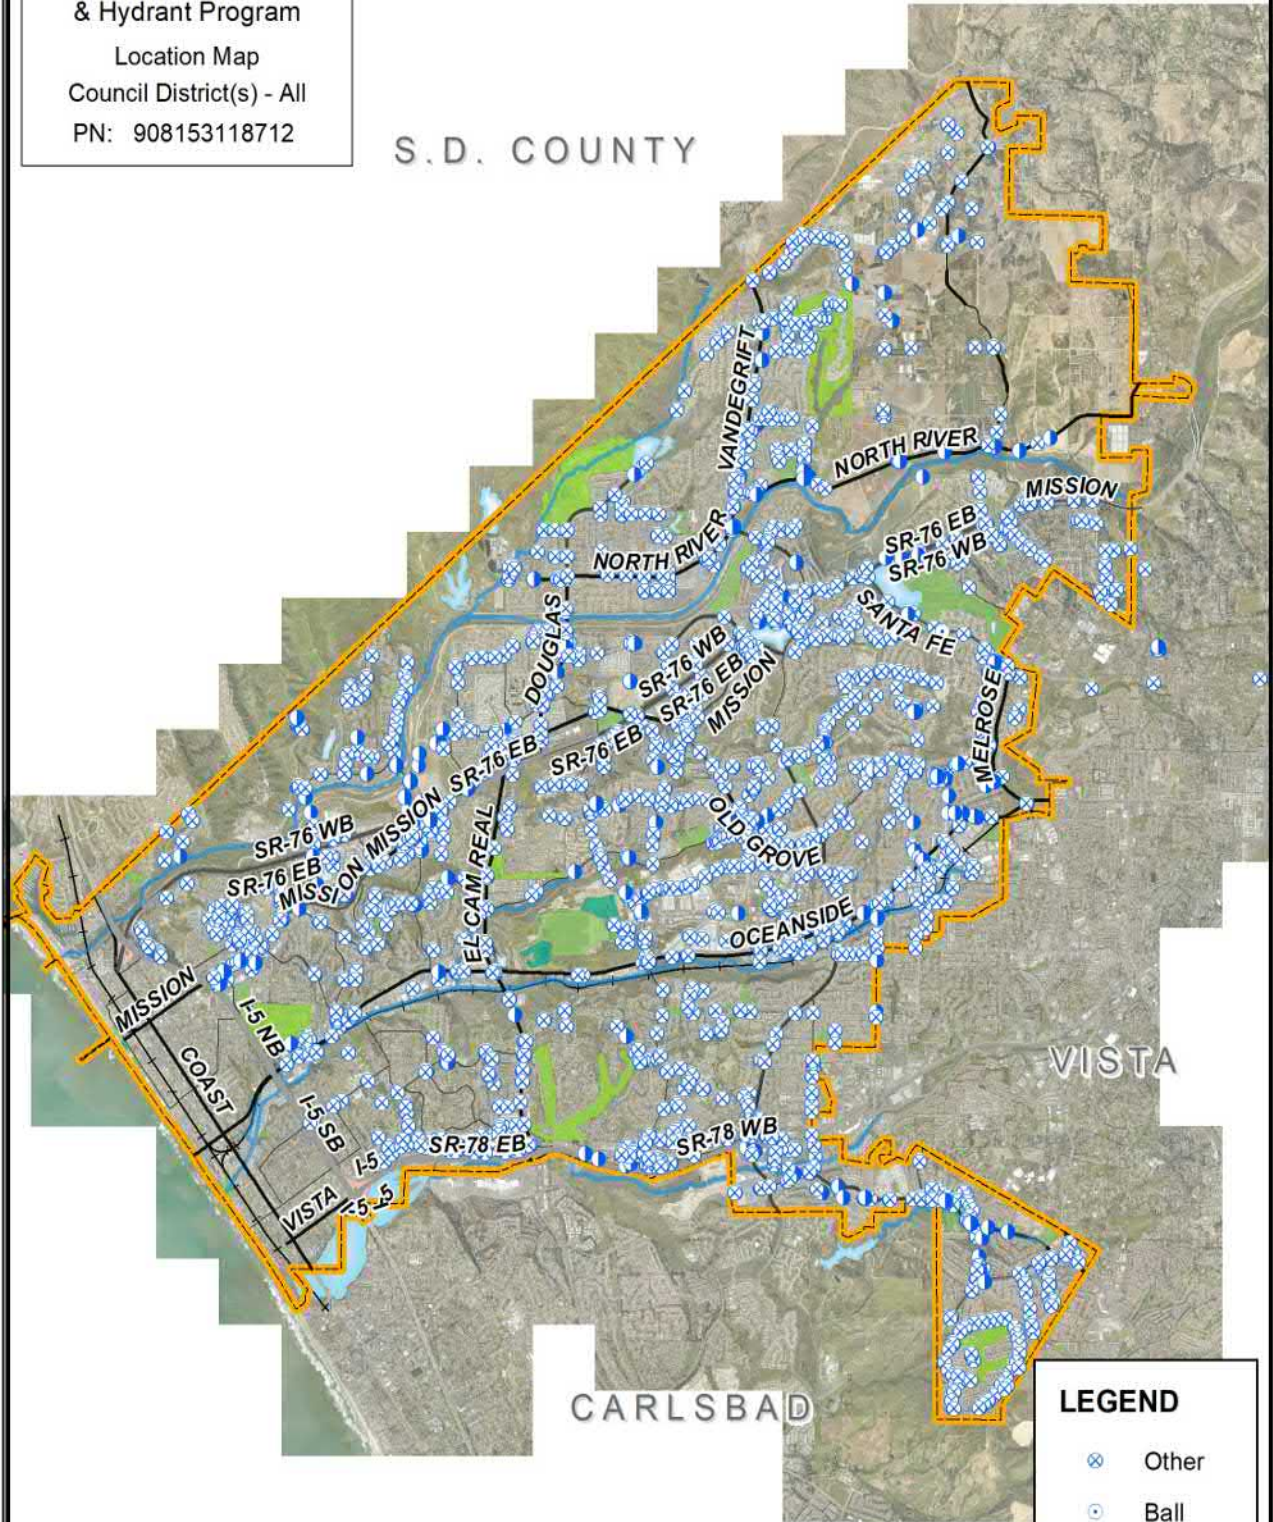 & Hydrant Program
Location Map
Council District(s) - All
PN: 908153118712
S.D. COUNTY
VANDEGRIFT
NORTH RIVER
MISSION
SR-76 EB
SR-76 WB
NORTH RIVER
SANTA FE
DOUGLAS
SR-76 WB
SR-76 EB
MISSION
MELROSE
SR-76 EB
SR-76 EB
OLD GROVE
SR-76 WB
MISSION
SR-76 EB
MISSION
EL CAM REAL
OCEANSIDE
MISSION
I-5 NB
COAST
VISTA
I-5 SB
SR-78 EB
SR-78 WB
I-5
VISTA
I-5
CARLSBAD
LEGEND
Other
Ball